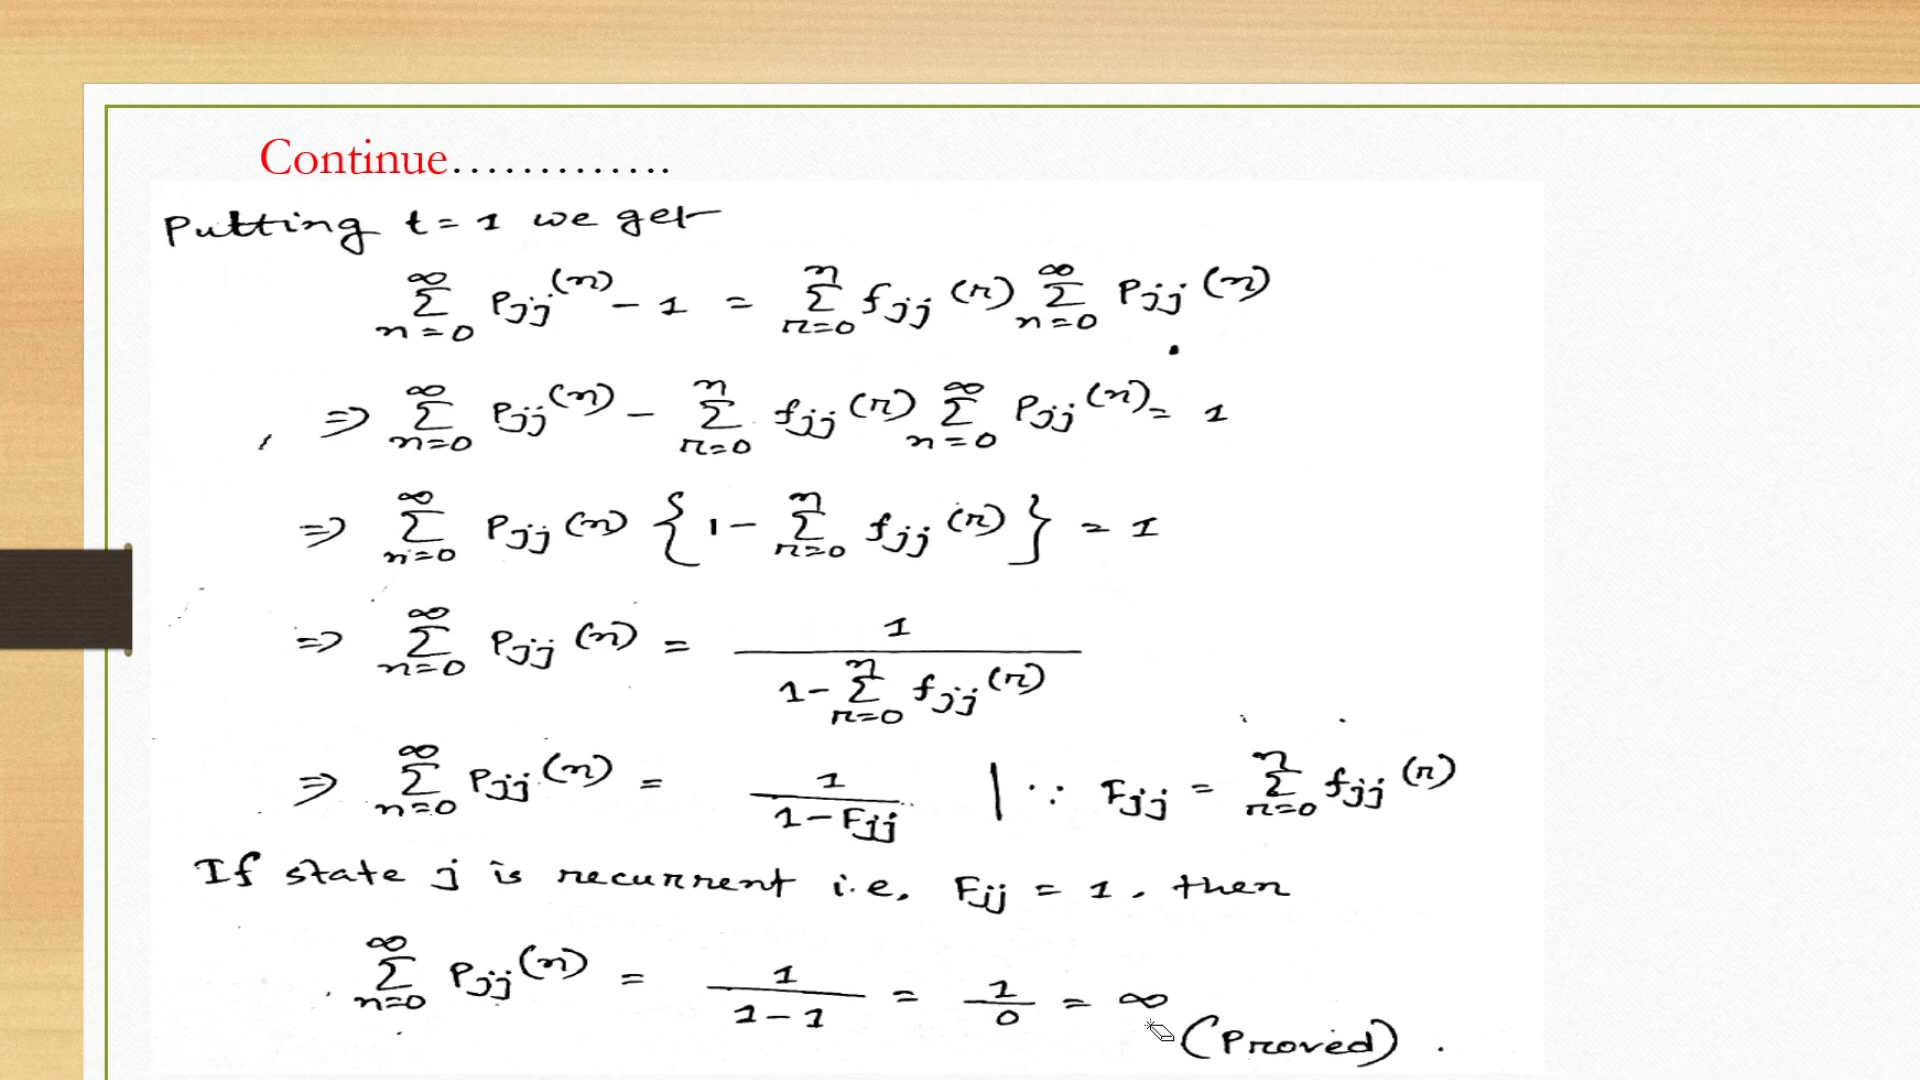 Continue.............
Putting t = 1 we get
∞ Σ n=0 Pjj(n) - 1 = n Σ r=0 fjj(r) ∞ Σ n=0 Pjj(n)
⇒ ∞ Σ n=0 Pjj(n) - n Σ r=0 fjj(r) ∞ Σ n=0 Pjj(n) = 1
⇒ ∞ Σ n=0 Pjj(n) { 1 - n Σ r=0 fjj(r) } = 1
⇒ ∞ Σ n=0 Pjj(n) = 1 / 1 - n Σ r=0 fjj(r)
⇒ ∞ Σ n=0 Pjj(n) = 1 / 1 - Fjj | ∵ Fjj = n Σ r=0 fjj(r)
If state j is recurrent i.e, Fjj = 1. then
∞ Σ n=0 Pjj(n) = 1 / 1 - 1 = 1 / 0 = ∞
(Proved).